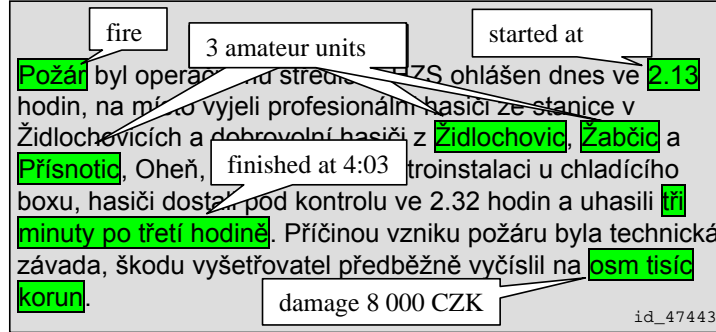 fire
3 amateur units
started at
Požár byl ohlášen dnes ve 2.13
hodin, na místo vyjeli profesionální hasiči ze stanice v
Židlochovicích a dobrovolní hasiči z Židlochovic, Žabčic a
Přísnotic, Oheň, troinstalaci u chladícího
finished at 4:03
boxu, hasiči dostali pod kontrolu ve 2.32 hodin a uhasili tři
minuty po třetí hodině. Příčinou vzniku požáru byla technická
závada, škodu vyšetřovatel předběžně vyčíslil na osm tisíc
korun.
damage 8 000 CZK
id_47443